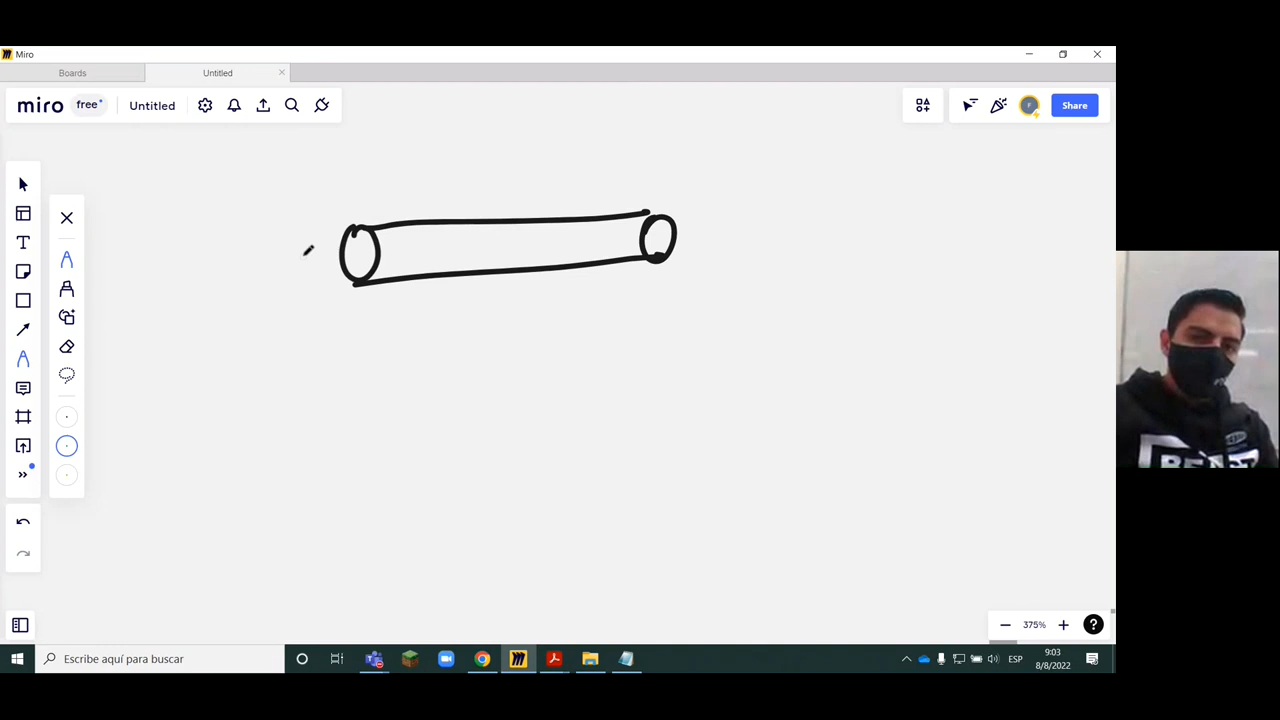 Miro
Boards
Untitled
miro free
Untitled
Share
375%
Escribe aquí para buscar
ESP
9:03
8/8/2022